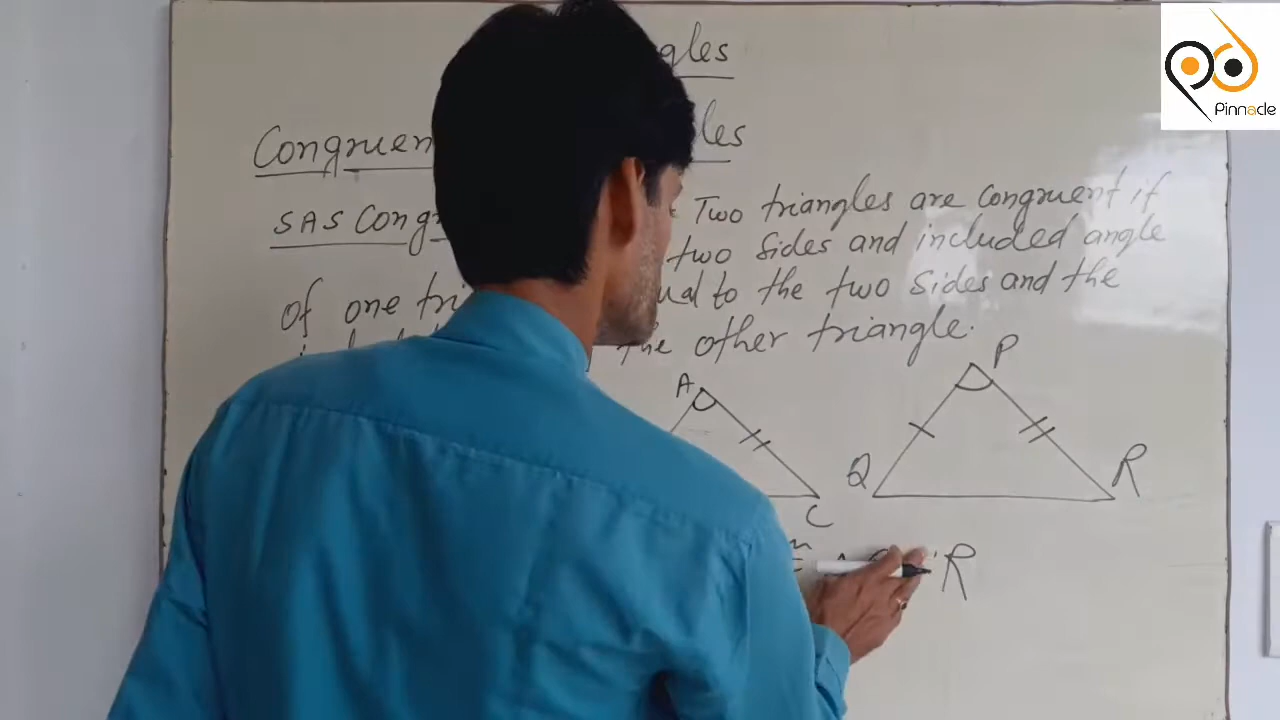 Pinnacle
gles
Congruen les
SAS Cong Two triangles are congruent if
two sides and included angle
of one tri ual to the two sides and the
the other triangle.
A
P
Q
R
C
R